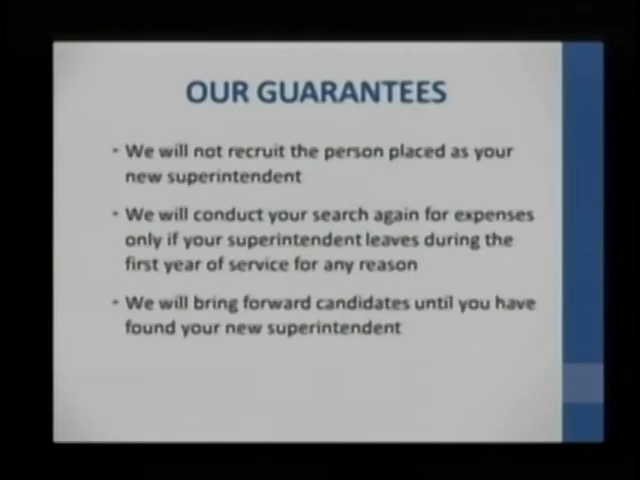 OUR GUARANTEES
• We will not recruit the person placed as your
new superintendent
• We will conduct your search again for expenses
only if your superintendent leaves during the
first year of service for any reason
• We will bring forward candidates until you have
found your new superintendent